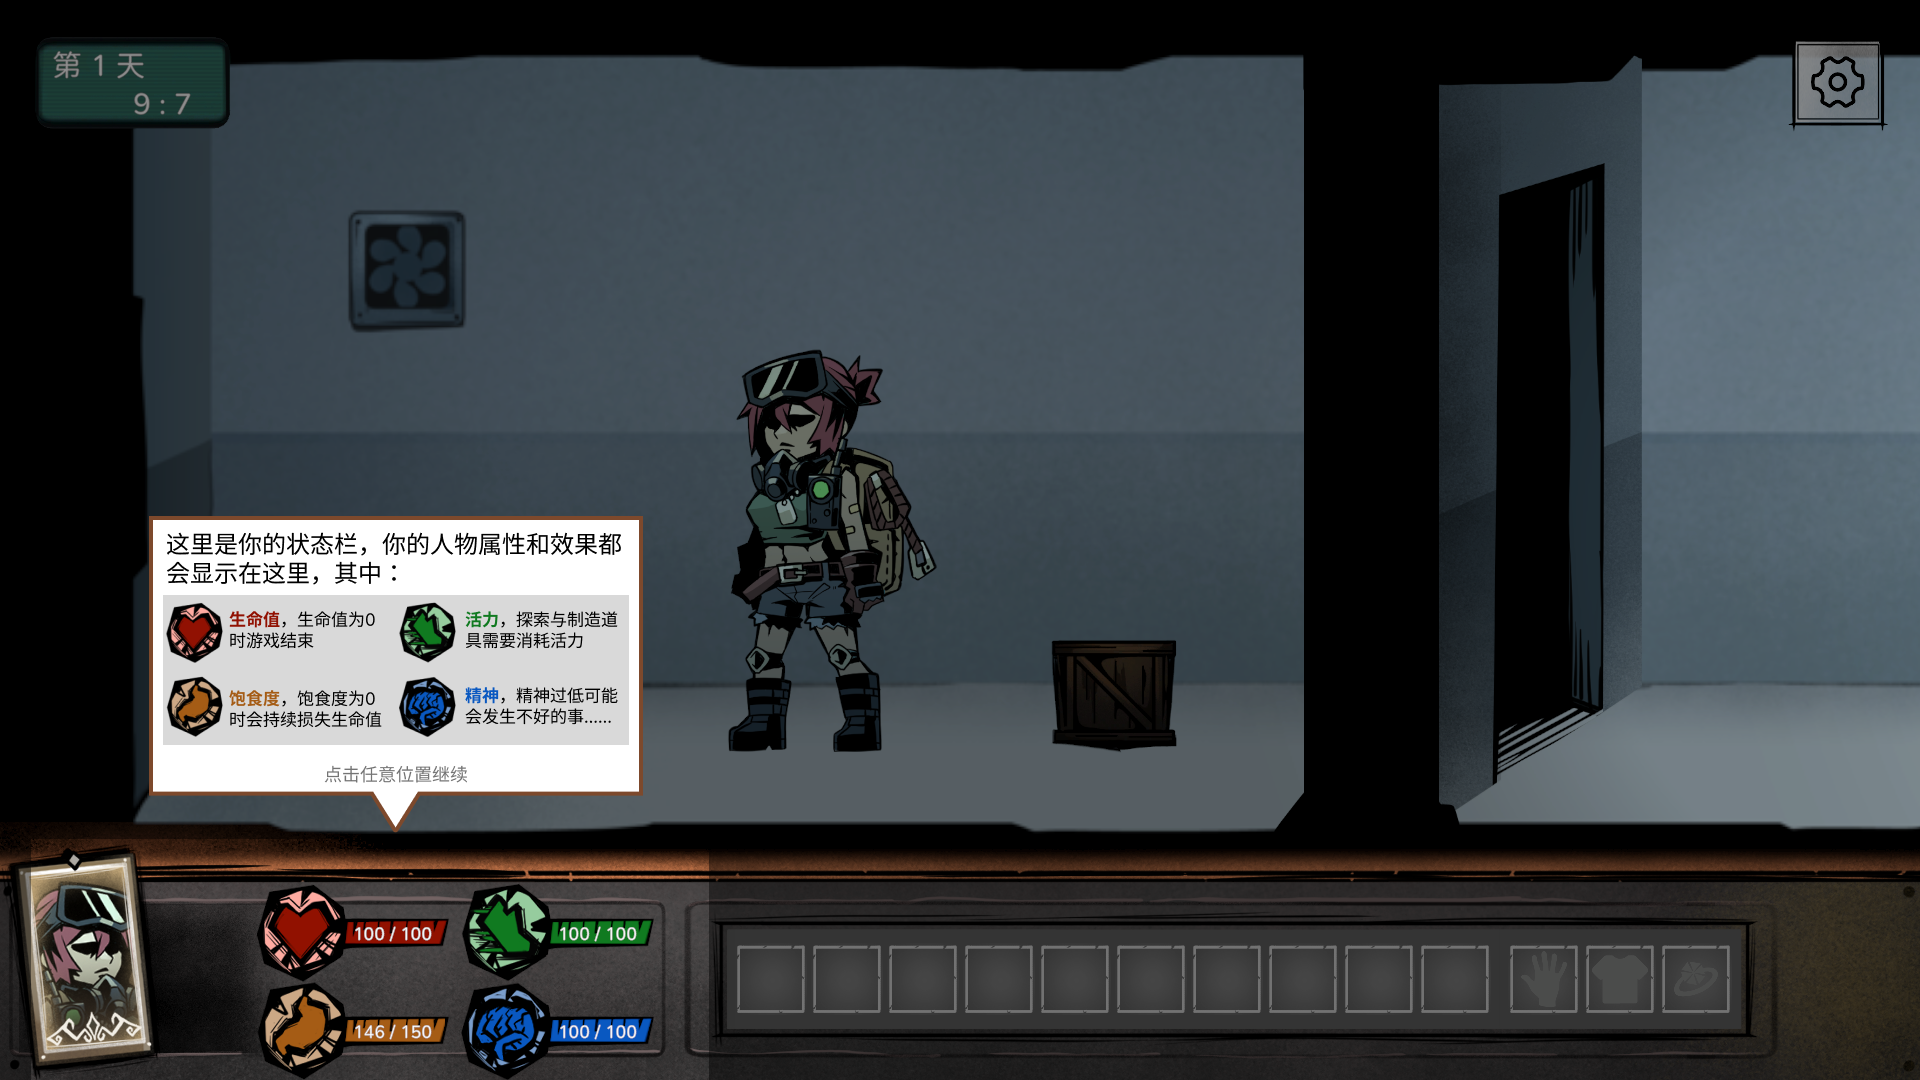 第 1 天
9 : 7
这里是你的状态栏，你的人物属性和效果都
会显示在这里，其中：
生命值，生命值为0
时游戏结束
活力，探索与制造道
具需要消耗活力
饱食度，饱食度为0
时会持续损失生命值
精神，精神过低可能
会发生不好的事......
点击任意位置继续
100 / 100
100 / 100
146 / 150
100 / 100